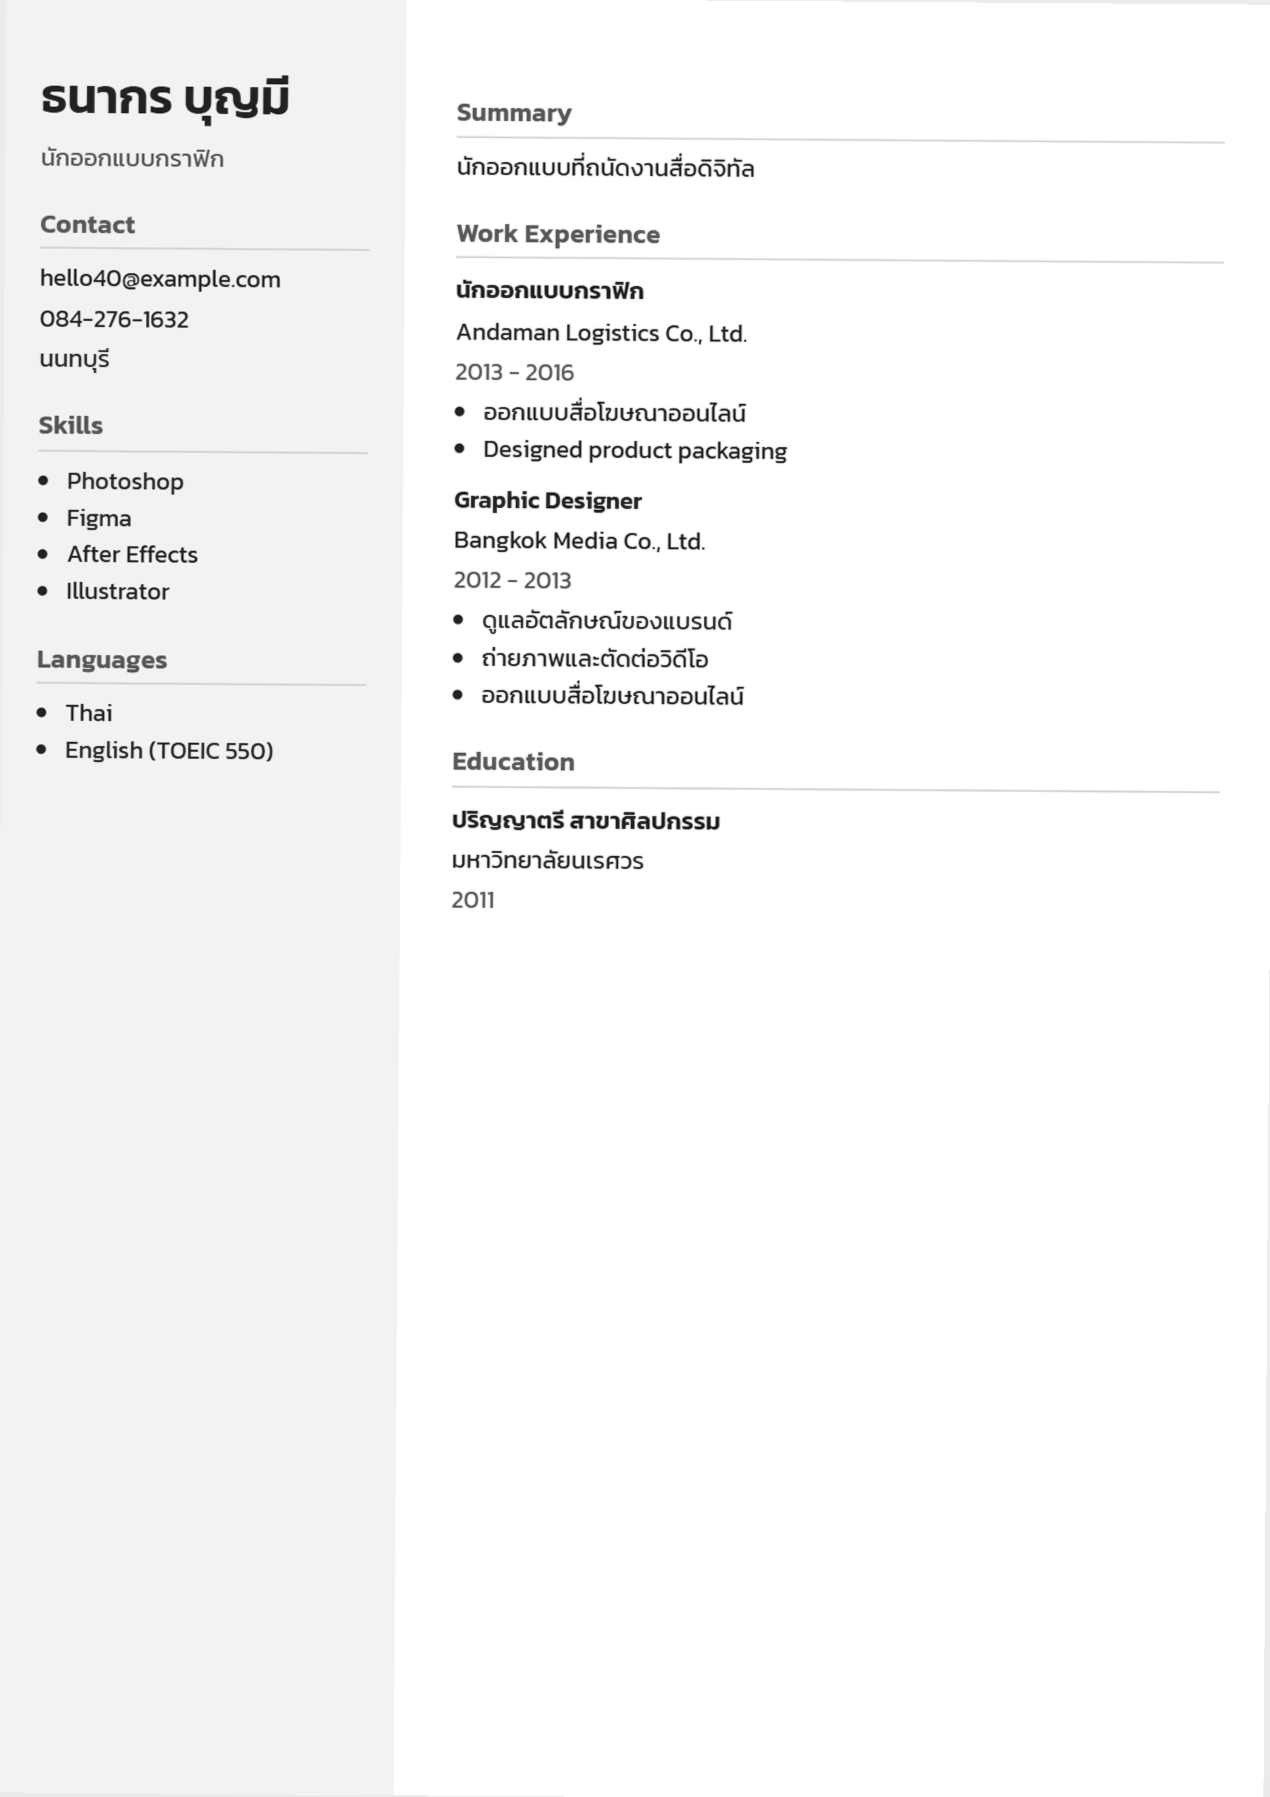 ธนากร บุญมี
นักออกแบบกราฟิก
Contact
hello40@example.com
084-276-1632
นนทบุรี
Skills
Photoshop
Figma
After Effects
Illustrator
Languages
Thai
English (TOEIC 550)
Summary
นักออกแบบที่ถนัดงานสื่อดิจิทัล
Work Experience
นักออกแบบกราฟิก
Andaman Logistics Co., Ltd.
2013 - 2016
ออกแบบสื่อโฆษณาออนไลน์
Designed product packaging
Graphic Designer
Bangkok Media Co., Ltd.
2012 - 2013
ดูแลอัตลักษณ์ของแบรนด์
ถ่ายภาพและตัดต่อวิดีโอ
ออกแบบสื่อโฆษณาออนไลน์
Education
ปริญญาตรี สาขาศิลปกรรม
มหาวิทยาลัยนเรศวร
2011